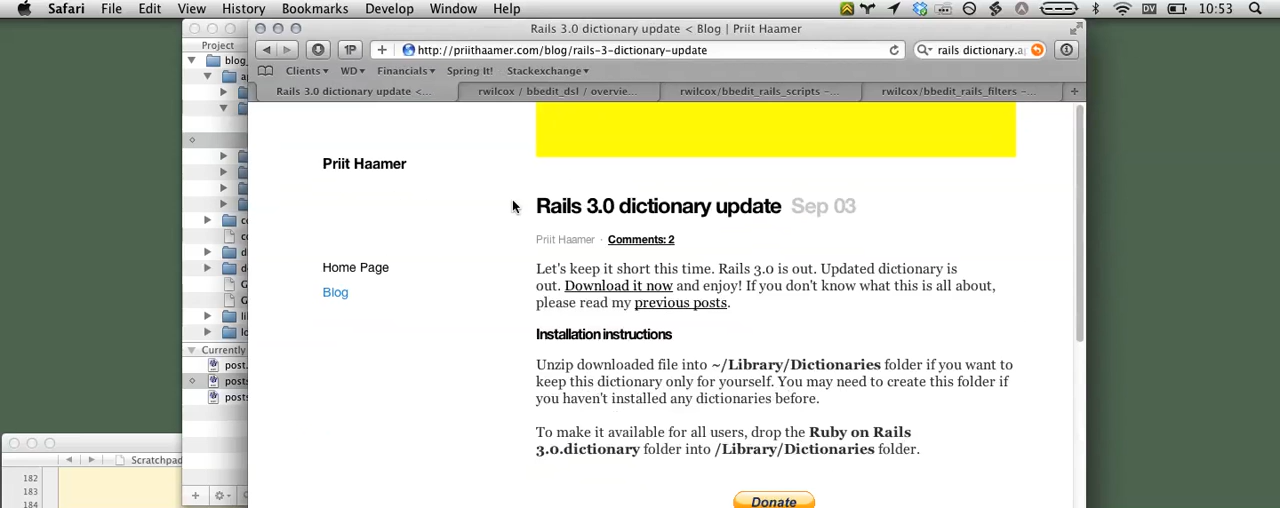 Safari File Edit View History Bookmarks Develop Window Help DV 10:53
Rails 3.0 dictionary update < Blog | Priit Haamer
Project
1P http://priithaamer.com/blog/rails-3-dictionary-update rails dictionary.a
blog_
Clients WD Financials Spring It! Stackexchange
Rails 3.0 dictionary update <... rwilcox / bbedit_dsl / overvie... rwilcox/bbedit_rails_scripts -... rwilcox/bbedit_rails_filters -...
Priit Haamer
Rails 3.0 dictionary update Sep 03
Priit Haamer · Comments: 2
Home Page
Blog
Let's keep it short this time. Rails 3.0 is out. Updated dictionary is
out. Download it now and enjoy! If you don't know what this is all about,
please read my previous posts.
Installation instructions
Currently
Unzip downloaded file into ~/Library/Dictionaries folder if you want to
keep this dictionary only for yourself. You may need to create this folder if
you haven't installed any dictionaries before.
post.
posts
posts
To make it available for all users, drop the Ruby on Rails
3.0.dictionary folder into /Library/Dictionaries folder.
Scratchpad
182
183
184
Donate